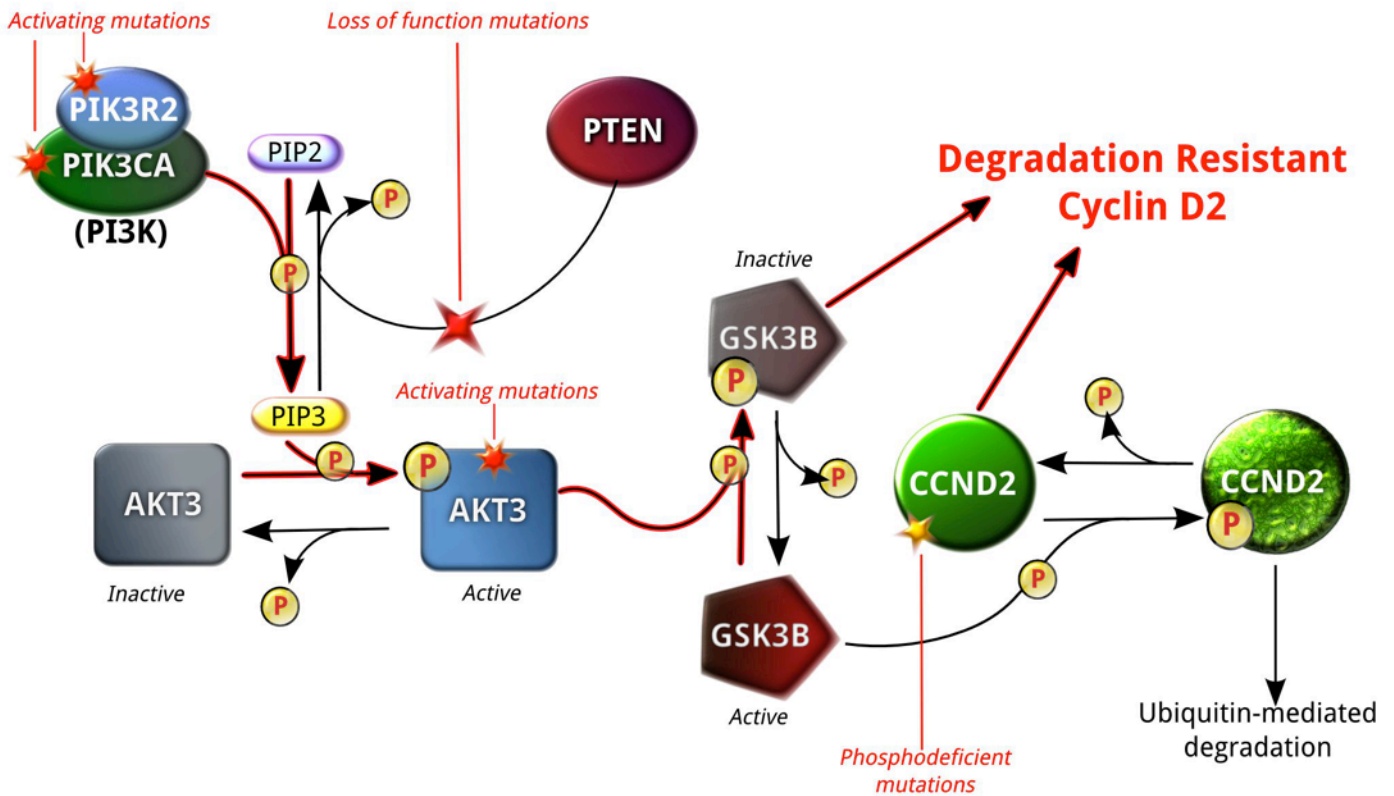 Activating mutations
Loss of function mutations
PIK3R2
PIK3CA
(PI3K)
PIP2
P
PTEN
P
Degradation Resistant
Cyclin D2
Inactive
GSK3B
P
PIP3
Activating mutations
P
P
AKT3
AKT3
Inactive
Active
P
P
P
P
CCND2
CCND2
P
P
GSK3B
Active
Phosphodeficient
mutations
Ubiquitin-mediated
degradation